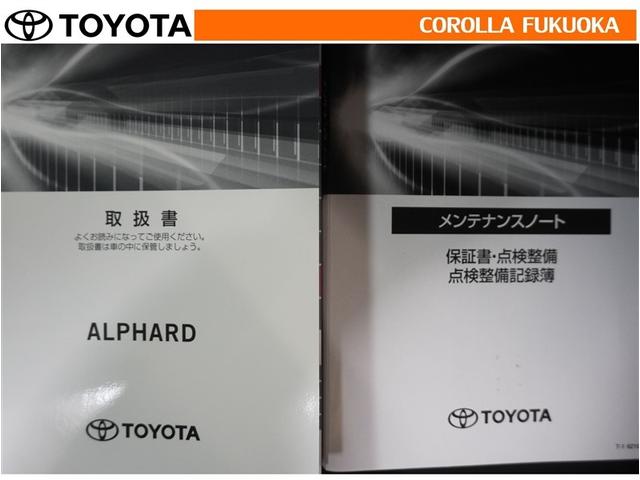 TOYOTA
COROLLA FUKUOKA
取扱書
よくお読みになってご使用ください。
取扱書は車の中に保管しましょう。
ALPHARD
TOYOTA
メンテナンスノート
保証書・点検整備
点検整備記録簿
TOYOTA